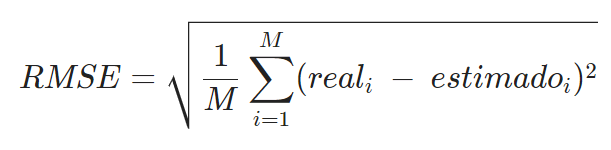 RMSE = √(1/M ∑_{i=1}^{M} (real_i − estimado_i)²)